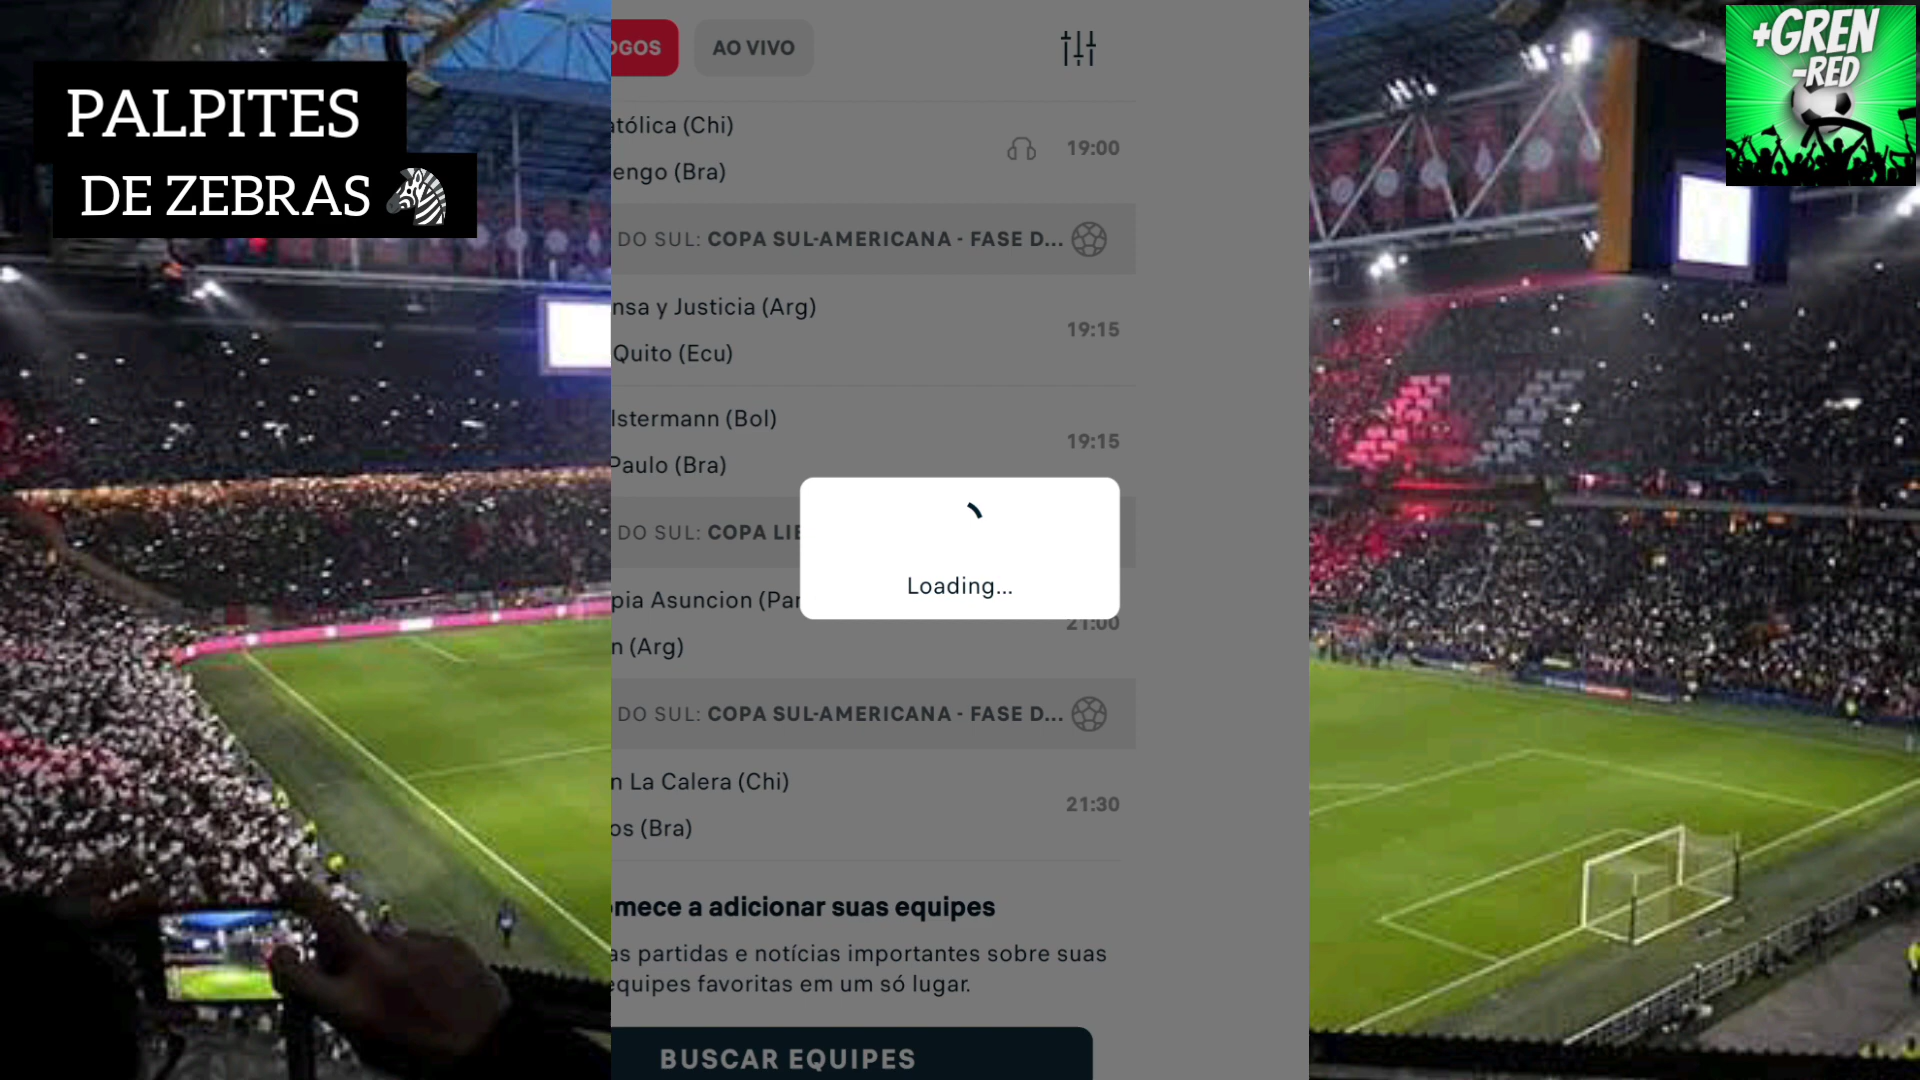 PALPITES
DE ZEBRAS
+GREN
-RED
OGOS
AO VIVO
atólica (Chi)
engo (Bra)
19:00
DO SUL: COPA SUL-AMERICANA - FASE D...
nsa y Justicia (Arg)
Quito (Ecu)
19:15
lstermann (Bol)
Paulo (Bra)
19:15
DO SUL: COPA LIB
Loading...
pia Asuncion (Par
n (Arg)
21:00
DO SUL: COPA SUL-AMERICANA - FASE D...
n La Calera (Chi)
os (Bra)
21:30
mece a adicionar suas equipes
as partidas e notícias importantes sobre suas
equipes favoritas em um só lugar.
BUSCAR EQUIPES